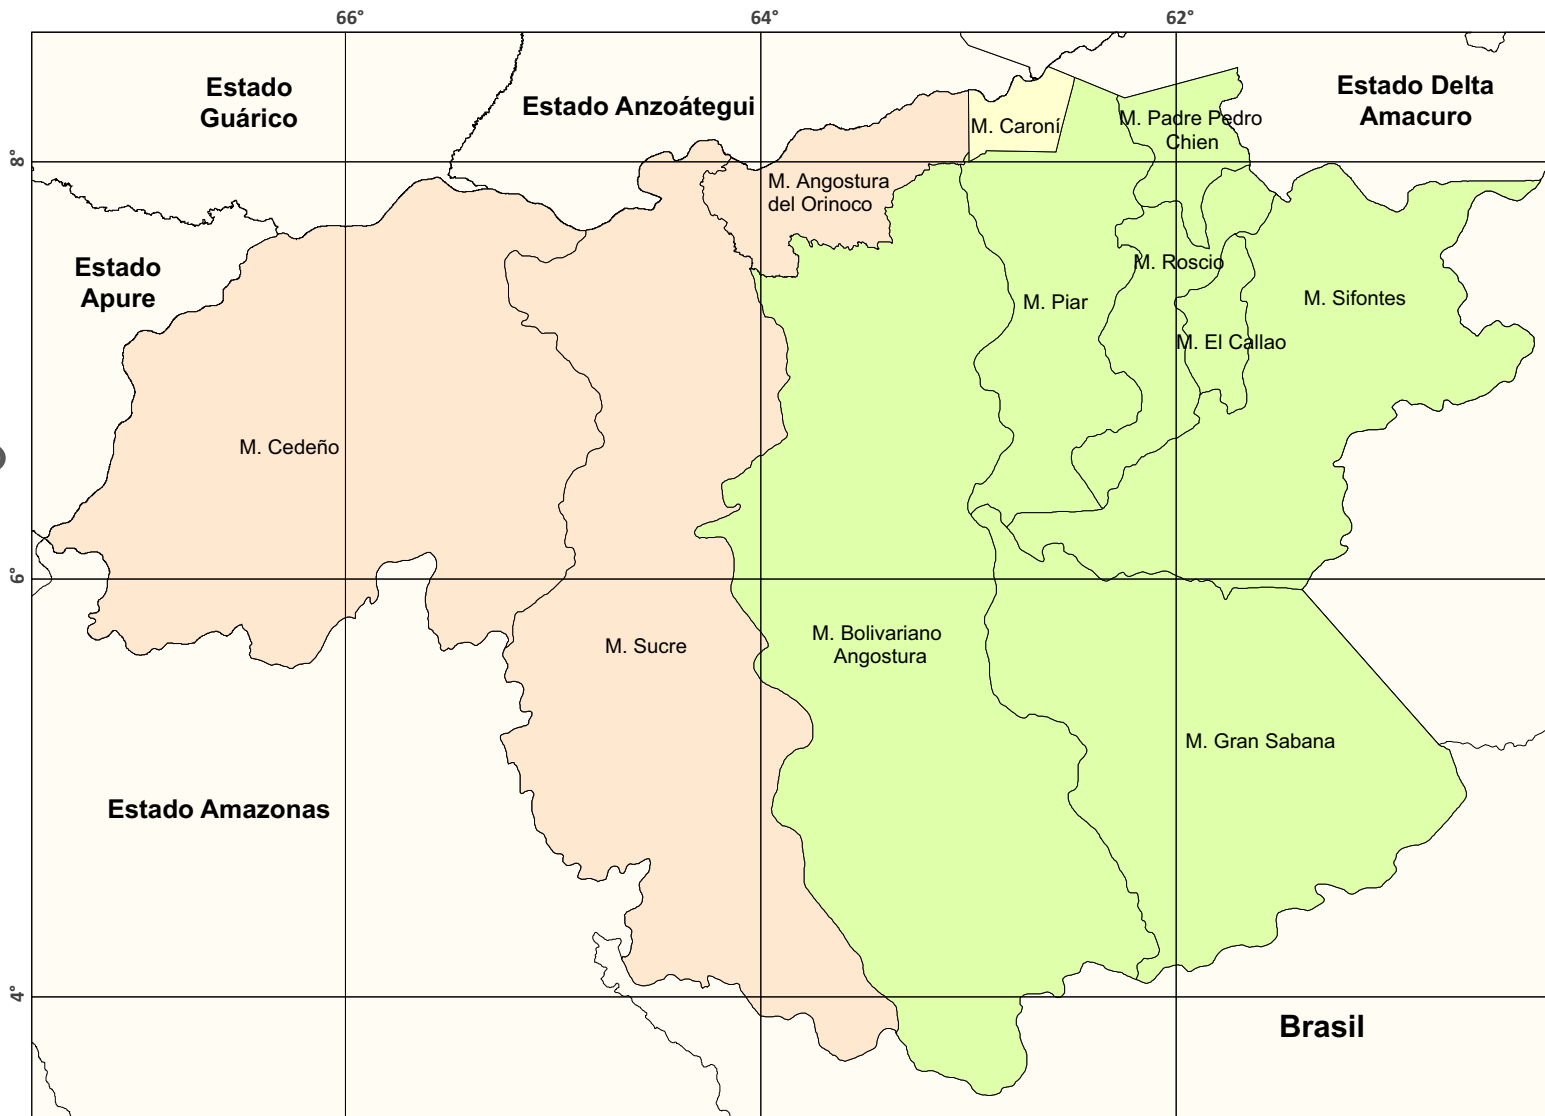 66°
64°
62°
Estado
Guárico
Estado Anzoátegui
Estado Delta
Amacuro
M. Caroní
M. Padre Pedro
Chien
8°
M. Angostura
del Orinoco
Estado
Apure
M. Roscio
M. Piar
M. Sifontes
M. El Callao
M. Cedeño
6°
M. Sucre
M. Bolivariano
Angostura
M. Gran Sabana
Estado Amazonas
4°
Brasil